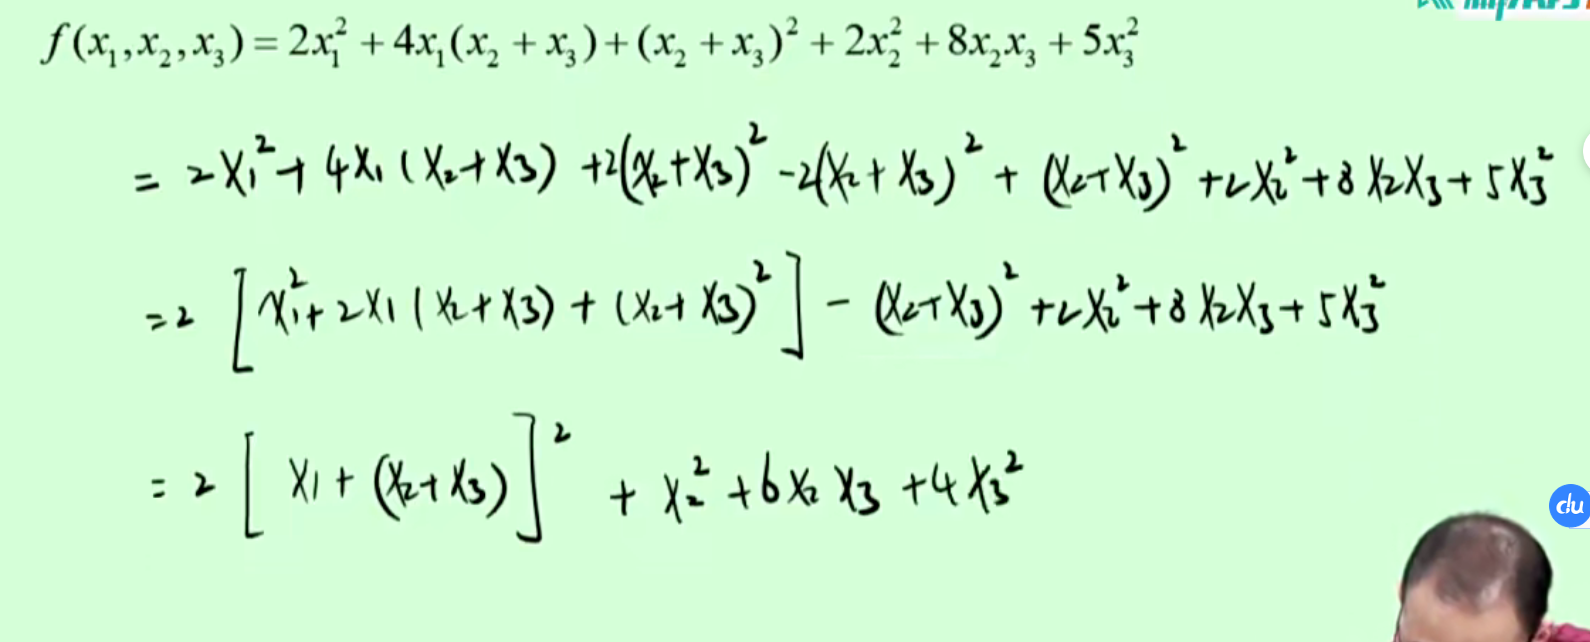 f(x₁,x₂,x₃)=2x₁²+4x₁(x₂+x₃)+(x₂+x₃)²+2x₂²+8x₂x₃+5x₃²
=2x₁²+4x₁(x₂+x₃)+2(x₂+x₃)²-2(x₂+x₃)²+(x₂+x₃)²+2x₂²+8x₂x₃+5x₃²
=2[x₁²+2x₁(x₂+x₃)+(x₂+x₃)²]-(x₂+x₃)²+2x₂²+8x₂x₃+5x₃²
=2[x₁+(x₂+x₃)]²+x₂²+6x₂x₃+4x₃²
du